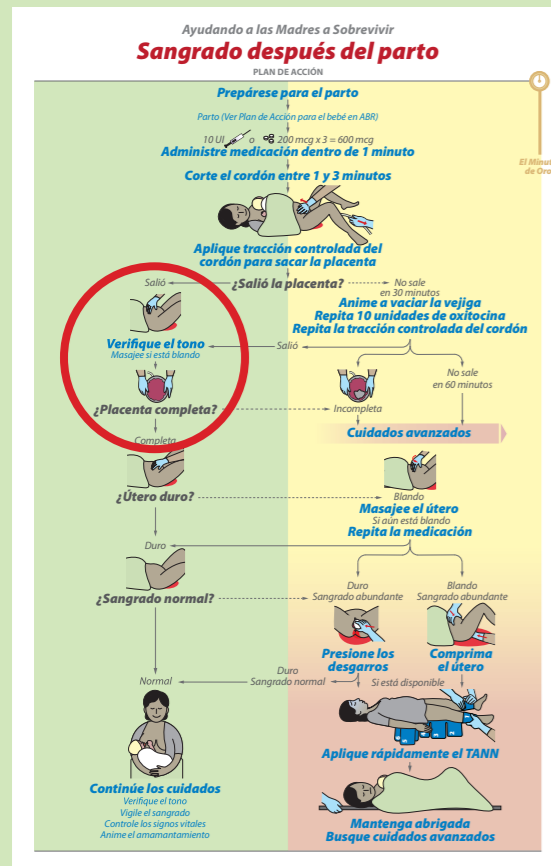 Ayudando a las Madres a Sobrevivir
Sangrado después del parto
PLAN DE ACCIÓN
Prepárese para el parto
Parto (Ver Plan de Acción para el bebé en ABR)
10 UI o 200 mcg x 3 = 600 mcg
Administre medicación dentro de 1 minuto
El Minuto
de Oro
Corte el cordón entre 1 y 3 minutos
Aplique tracción controlada del
cordón para sacar la placenta
Salió
¿Salió la placenta?
No sale
en 30 minutos
Anime a vaciar la vejiga
Repita 10 unidades de oxitocina
Repita la tracción controlada del cordón
Verifique el tono
Masajee si está blando
Salió
No sale
en 60 minutos
¿Placenta completa?
Incompleta
Completa
Cuidados avanzados
¿Útero duro?
Blando
Masajee el útero
Si aún está blando
Repita la medicación
Duro
¿Sangrado normal?
Duro
Sangrado abundante
Blando
Sangrado abundante
Presione los
desgarros
Comprima
el útero
Normal
Duro
Sangrado normal
Si está disponible
Aplique rápidamente el TANN
Continúe los cuidados
Verifique el tono
Vigile el sangrado
Controle los signos vitales
Anime el amamantamiento
Mantenga abrigada
Busque cuidados avanzados